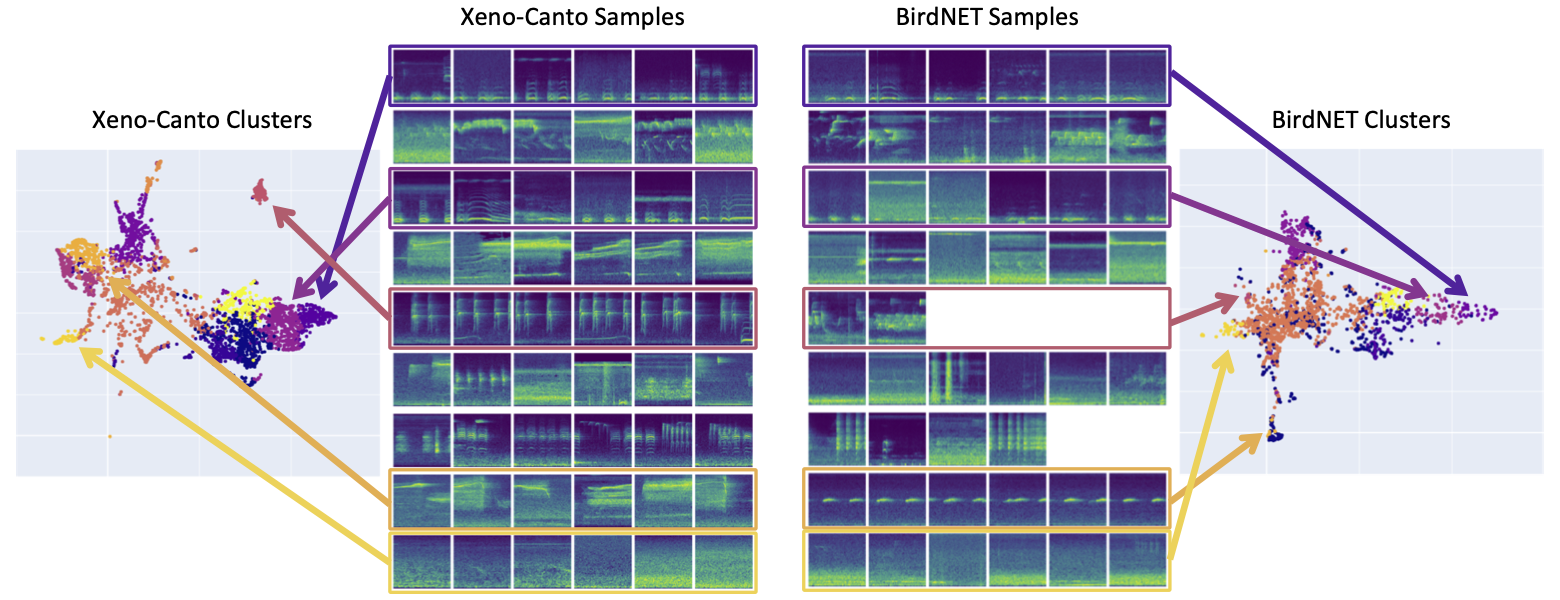 Xeno-Canto Samples
BirdNET Samples
Xeno-Canto Clusters
BirdNET Clusters